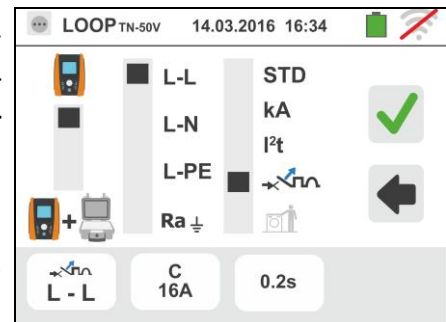 LOOP TN-50V 14.03.2016 16:34
L-L STD
L-N kA
I²t
L-PE
Ra
+
L - L C 16A 0.2s